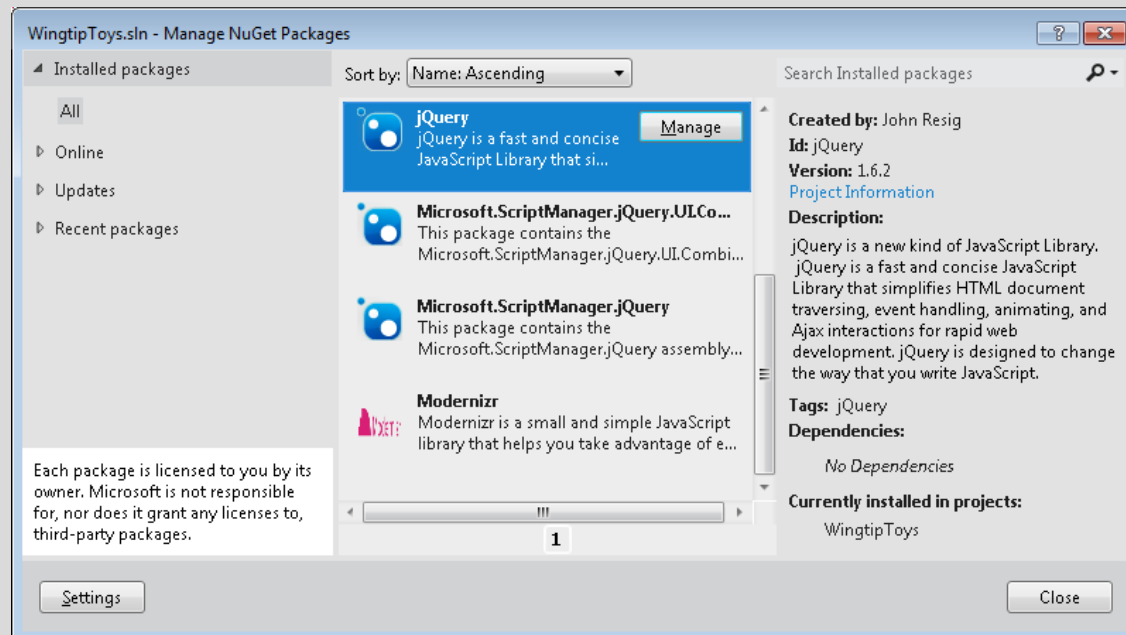 WingtipToys.sln - Manage NuGet Packages
Installed packages
All
Online
Updates
Recent packages
Each package is licensed to you by its
owner. Microsoft is not responsible
for, nor does it grant any licenses to,
third-party packages.
Settings
Sort by: Name: Ascending
jQuery
jQuery is a fast and concise
JavaScript Library that si...
Manage
Microsoft.ScriptManager.jQuery.UI.Co...
This package contains the
Microsoft.ScriptManager.jQuery.UI.Combi...
Microsoft.ScriptManager.jQuery
This package contains the
Microsoft.ScriptManager.jQuery assembly...
Modernizr
Modernizr is a small and simple JavaScript
library that helps you take advantage of e...
1
Search Installed packages
Created by: John Resig
Id: jQuery
Version: 1.6.2
Project Information
Description:
jQuery is a new kind of JavaScript Library.
jQuery is a fast and concise JavaScript
Library that simplifies HTML document
traversing, event handling, animating, and
Ajax interactions for rapid web
development. jQuery is designed to change
the way that you write JavaScript.
Tags: jQuery
Dependencies:
No Dependencies
Currently installed in projects:
WingtipToys
Close